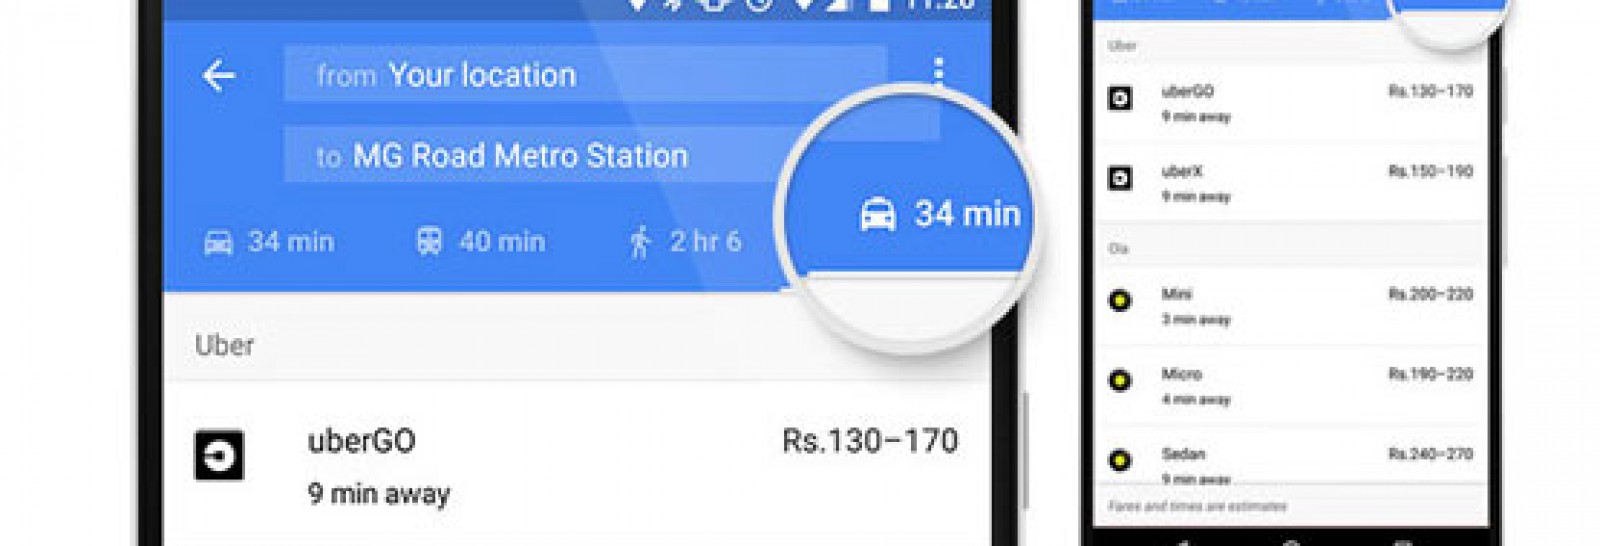 11:20
from Your location
to MG Road Metro Station
34 min
40 min
2 hr 6
34 min
Uber
uberGO
Rs.130–170
9 min away
Uber
uberGO
Rs.130–170
9 min away
uberX
Rs.150–190
9 min away
Ola
Mini
Rs.200–220
3 min away
Micro
Rs.190–220
4 min away
Sedan
Rs.240–270
9 min away
Fares and times are estimates